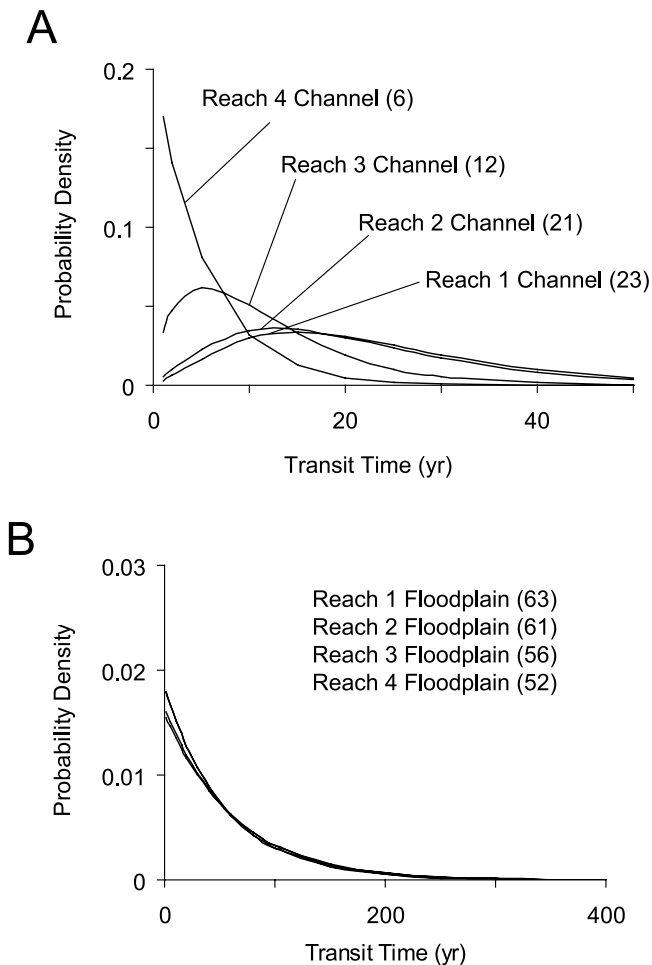 A
0.2
0.1
0
Probability Density
Reach 4 Channel (6)
Reach 3 Channel (12)
Reach 2 Channel (21)
Reach 1 Channel (23)
0
20
40
Transit Time (yr)
B
0.03
0.02
0.01
0
Probability Density
Reach 1 Floodplain (63)
Reach 2 Floodplain (61)
Reach 3 Floodplain (56)
Reach 4 Floodplain (52)
0
200
400
Transit Time (yr)